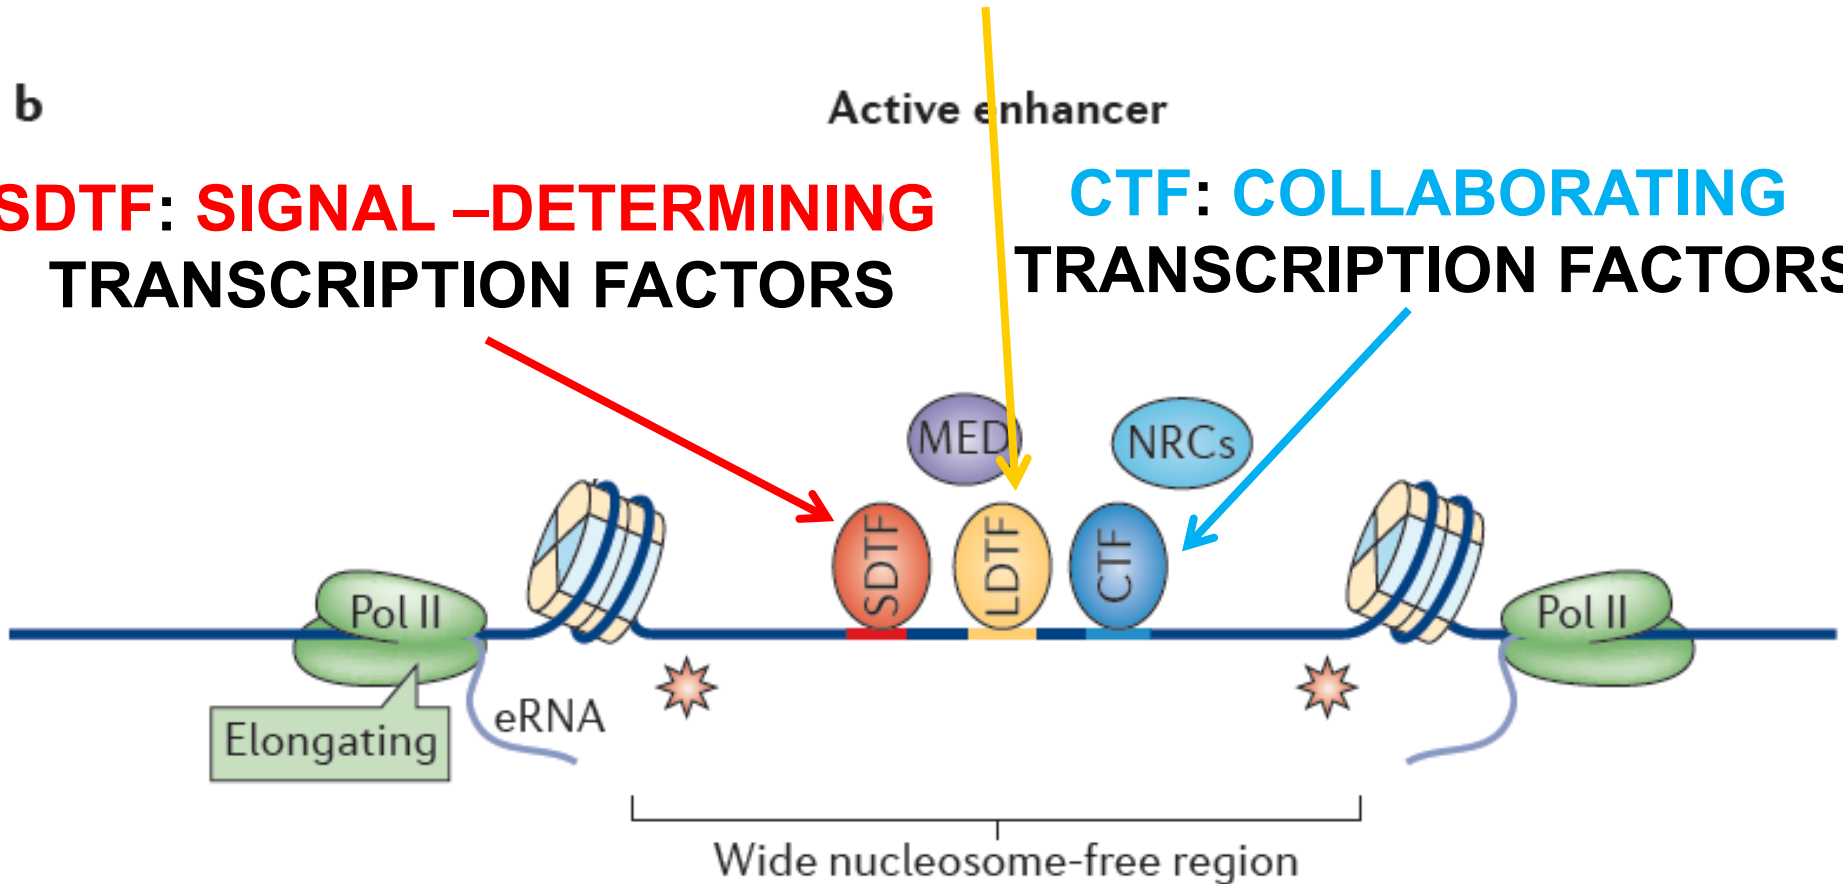 b
Active enhancer
SDTF: SIGNAL –DETERMINING
TRANSCRIPTION FACTORS
CTF: COLLABORATING
TRANSCRIPTION FACTORS
MED
NRCs
SDTF
LDTF
CTF
Pol II
Pol II
Elongating
eRNA
Wide nucleosome-free region